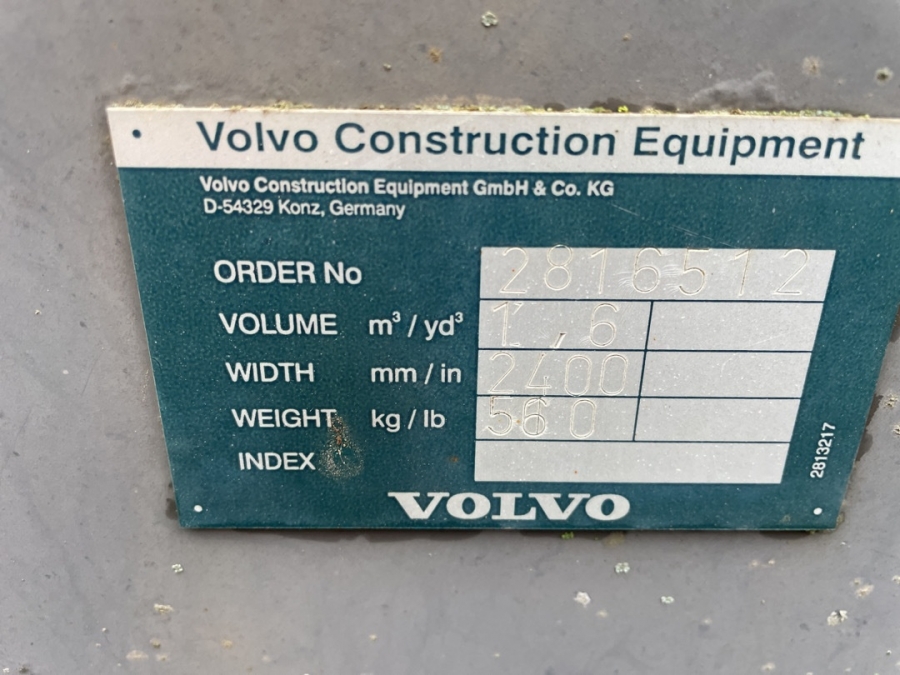 Volvo Construction Equipment
Volvo Construction Equipment GmbH & Co. KG
D-54329 Konz, Germany
ORDER No 2816512
VOLUME m³ / yd³ 1,6
WIDTH mm / in 2400
WEIGHT kg / lb 560
INDEX
2813217
VOLVO